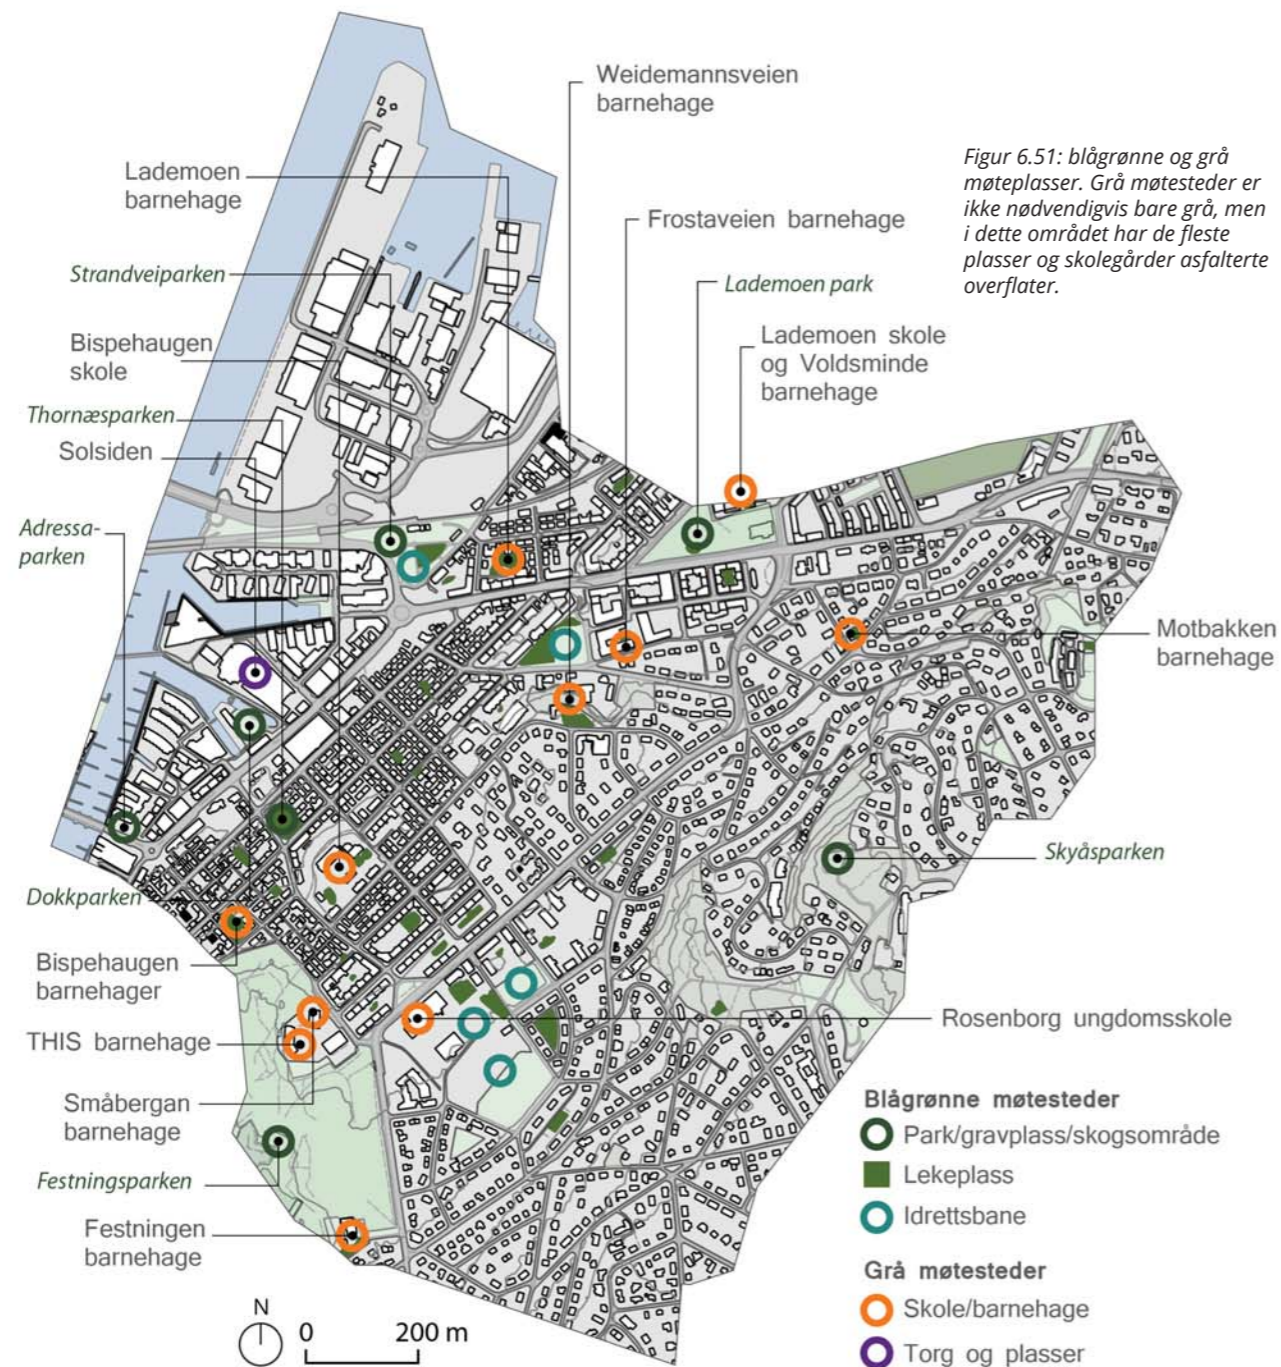 Weidemannsveien
barnehage
Figur 6.51: blågrønne og grå
møteplasser. Grå møtesteder er
ikke nødvendigvis bare grå, men
i dette området har de fleste
plasser og skolegårder asfalterte
overflater.
Lademoen
barnehage
Frostaveien barnehage
Strandveiparken
Lademoen park
Bispehaugen
skole
Lademoen skole
og Voldsminde
barnehage
Thornæsparken
Solsiden
Adressa-
parken
Motbakken
barnehage
Skyåsparken
Dokkparken
Bispehaugen
barnehager
THIS barnehage
Rosenborg ungdomsskole
Småbergan
barnehage
Festningsparken
Festningen
barnehage
Blågrønne møtesteder
Park/gravplass/skogsområde
Lekeplass
Idrettsbane
Grå møtesteder
Skole/barnehage
Torg og plasser
N
0 200 m